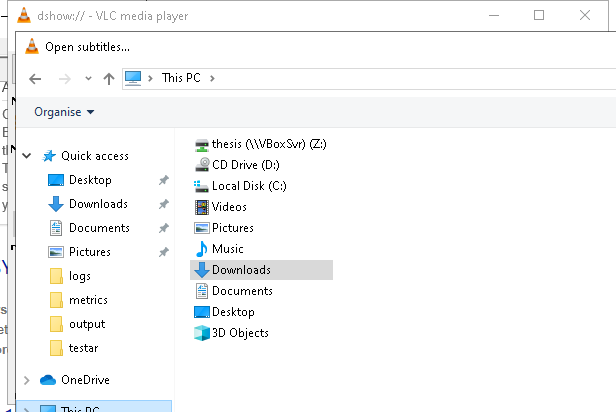 dshow:// - VLC media player
Open subtitles...
This PC
Organise
Quick access
Desktop
Downloads
Documents
Pictures
logs
metrics
output
testar
OneDrive
This PC
thesis (\\VBoxSvr) (Z:)
CD Drive (D:)
Local Disk (C:)
Videos
Pictures
Music
Downloads
Documents
Desktop
3D Objects